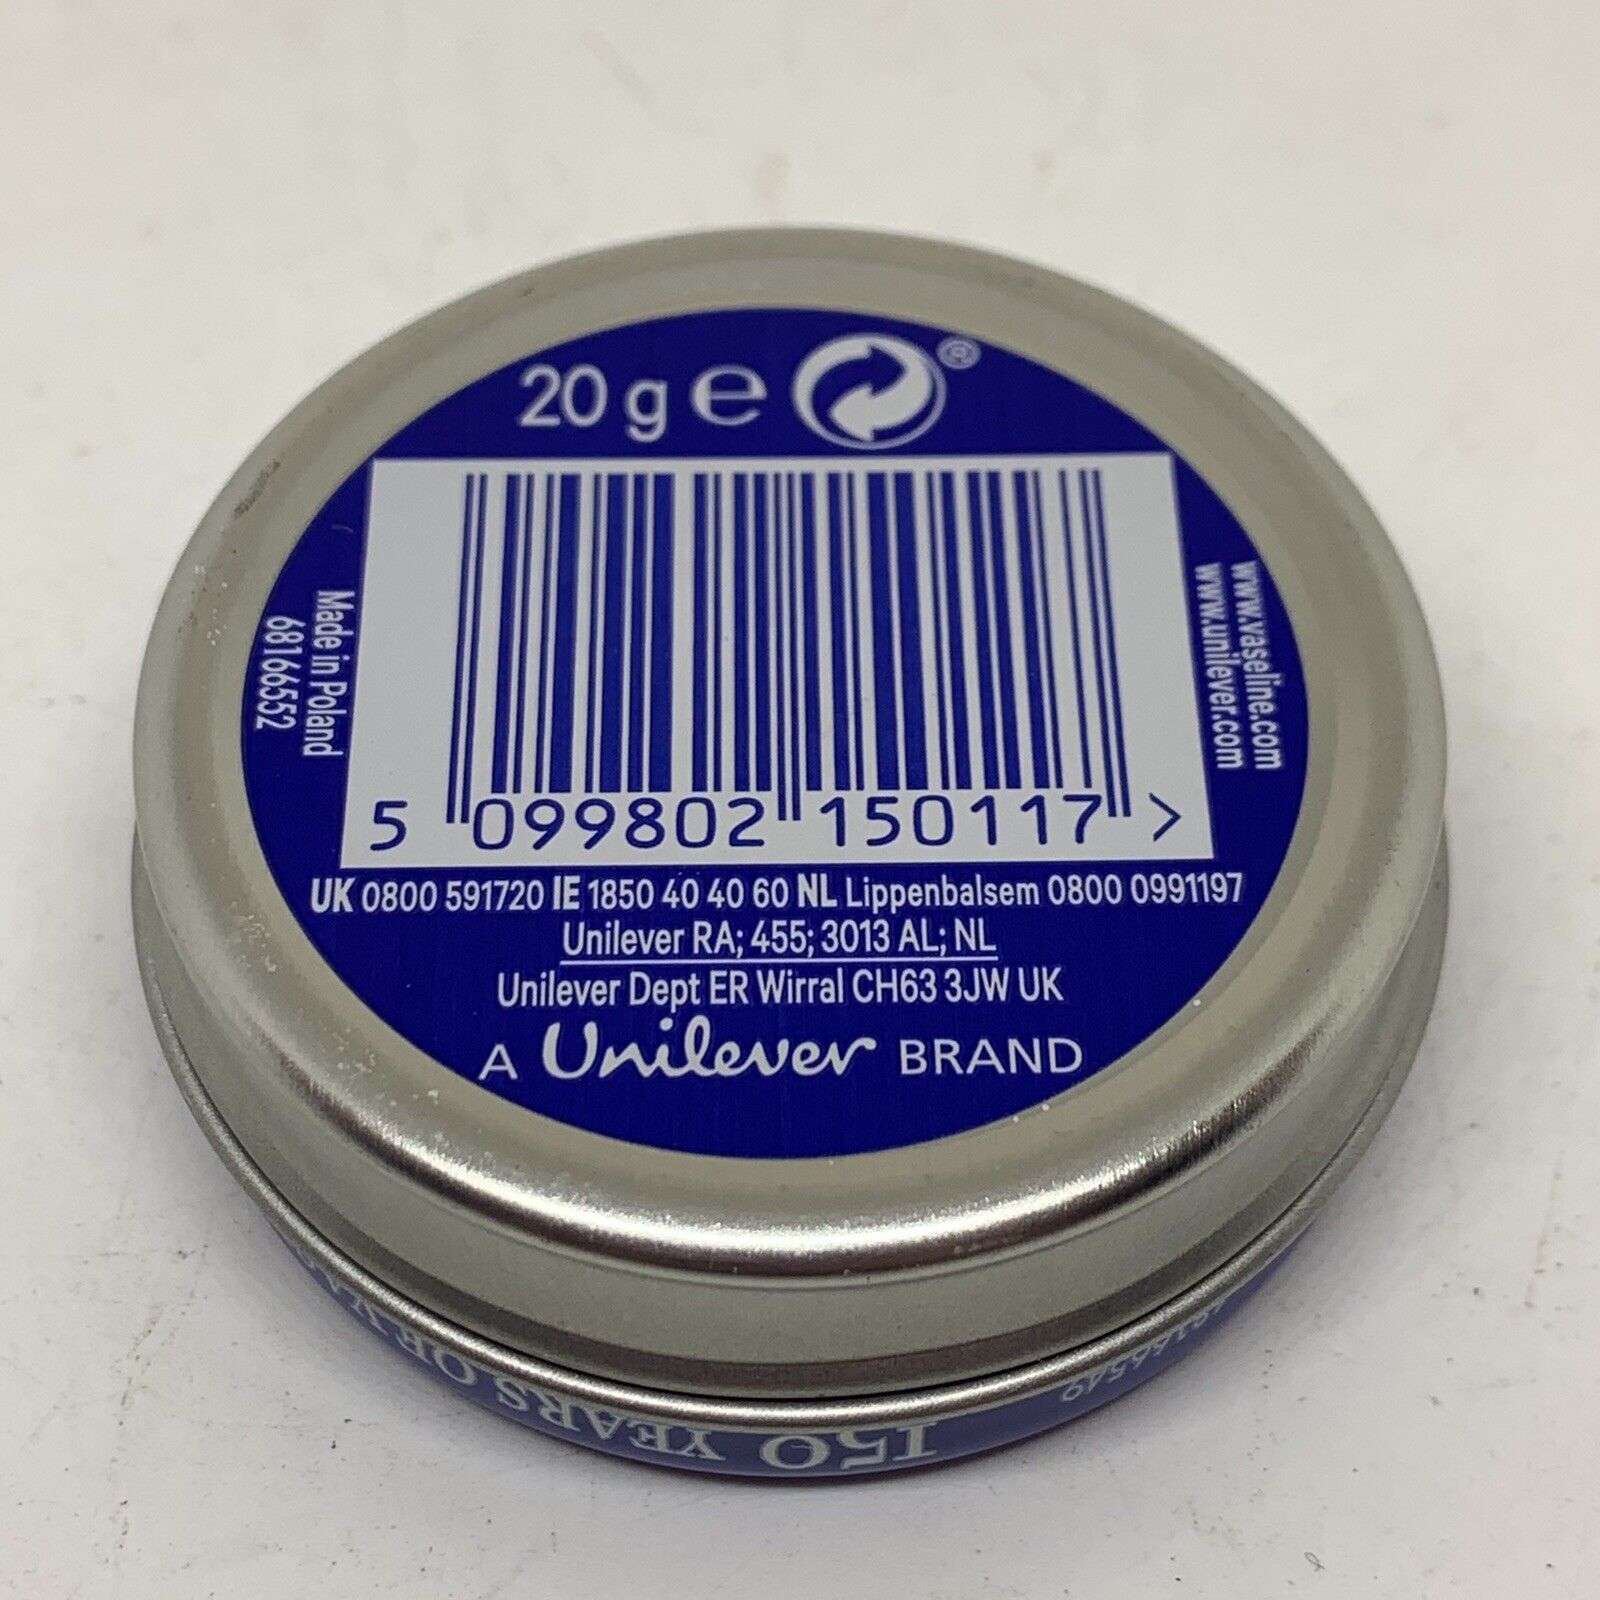 20 g e
®
Made in Poland
68166552
www.vaseline.com
www.unilever.com
5 099802 150117 >
UK 0800 591720 IE 1850 40 40 60 NL Lippenbalsem 0800 0991197
Unilever RA; 455; 3013 AL; NL
Unilever Dept ER Wirral CH63 3JW UK
A Unilever BRAND
150 YEARS OF